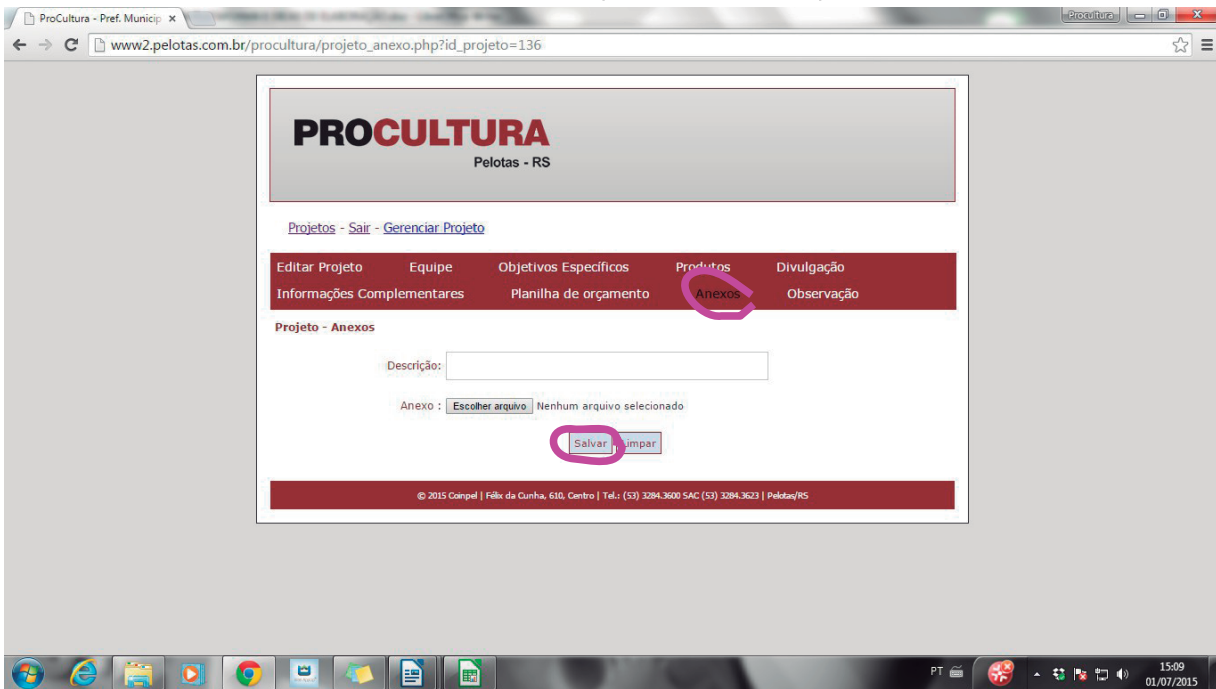 ProCultura - Pref. Municip
Procultura
www2.pelotas.com.br/procultura/projeto_anexo.php?id_projeto=136
PROCULTURA
Pelotas - RS
Projetos - Sair - Gerenciar Projeto
Editar Projeto Equipe Objetivos Específicos Produtos Divulgação
Informações Complementares Planilha de orçamento Anexos Observação
Projeto - Anexos
Descrição:
Anexo : Escolher arquivo Nenhum arquivo selecionado
Salvar Limpar
© 2015 Coinpel | Félix da Cunha, 610, Centro | Tel.: (53) 3284.3600 SAC (53) 3284.3623 | Pelotas/RS
PT
15:09
01/07/2015